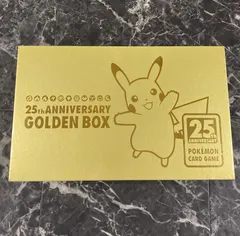 25th ANNIVERSARY
GOLDEN BOX
25th
ANNIVERSARY
POKÉMON
CARD GAME